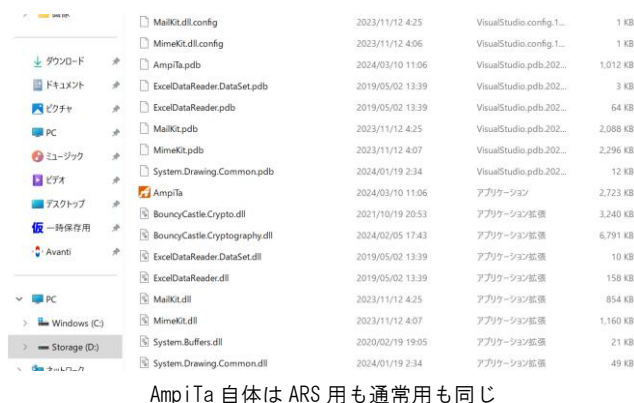 画像
ダウンロード
ドキュメント
ピクチャ
PC
ミュージック
ビデオ
デスクトップ
仮 一時保存用
Avanti
PC
Windows (C:)
Storage (D:)
ネットワーク
MailKit.dll.config 2023/11/12 4:25 VisualStudio.config.1... 1 KB
MimeKit.dll.config 2023/11/12 4:06 VisualStudio.config.1... 1 KB
AmpiTa.pdb 2024/03/10 11:06 VisualStudio.pdb.202... 1,012 KB
ExcelDataReader.DataSet.pdb 2019/05/02 13:39 VisualStudio.pdb.202... 3 KB
ExcelDataReader.pdb 2019/05/02 13:39 VisualStudio.pdb.202... 64 KB
MailKit.pdb 2023/11/12 4:25 VisualStudio.pdb.202... 2,088 KB
MimeKit.pdb 2023/11/12 4:07 VisualStudio.pdb.202... 2,296 KB
System.Drawing.Common.pdb 2024/01/19 2:34 VisualStudio.pdb.202... 12 KB
AmpiTa 2024/03/10 11:06 アプリケーション 2,723 KB
BouncyCastle.Crypto.dll 2021/10/19 20:53 アプリケーション拡張 3,240 KB
BouncyCastle.Cryptography.dll 2024/02/05 17:43 アプリケーション拡張 6,791 KB
ExcelDataReader.DataSet.dll 2019/05/02 13:39 アプリケーション拡張 10 KB
ExcelDataReader.dll 2019/05/02 13:39 アプリケーション拡張 158 KB
MailKit.dll 2023/11/12 4:25 アプリケーション拡張 854 KB
MimeKit.dll 2023/11/12 4:07 アプリケーション拡張 1,160 KB
System.Buffers.dll 2020/02/19 19:05 アプリケーション拡張 21 KB
System.Drawing.Common.dll 2024/01/19 2:34 アプリケーション拡張 49 KB
AmpiTa 自体は ARS 用も通常用も同じ